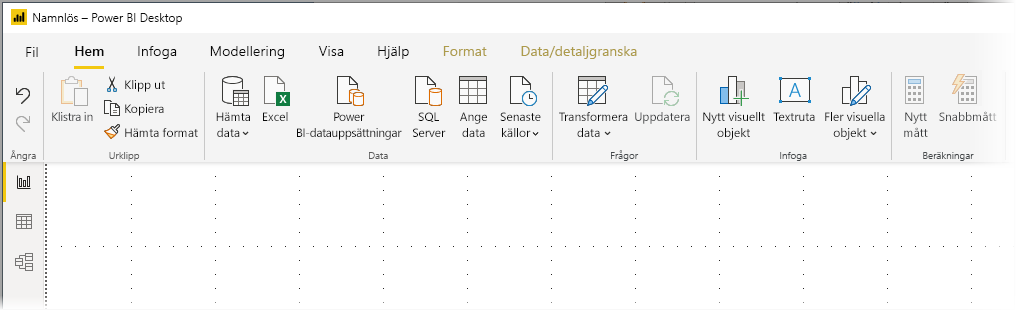 Namnlös – Power BI Desktop
Fil Hem Infoga Modellering Visa Hjälp Format Data/detaljgranska
Klistra in
Klipp ut
Kopiera
Hämta format
Hämta
data
Excel
Power
BI-datauppsättningar
SQL
Server
Ange
data
Senaste
källor
Transformera
data
Uppdatera
Nytt visuellt
objekt
Textruta
Fler visuella
objekt
Nytt
mått
Snabbmått
Ångra Urklipp Data Frågor Infoga Beräkningar